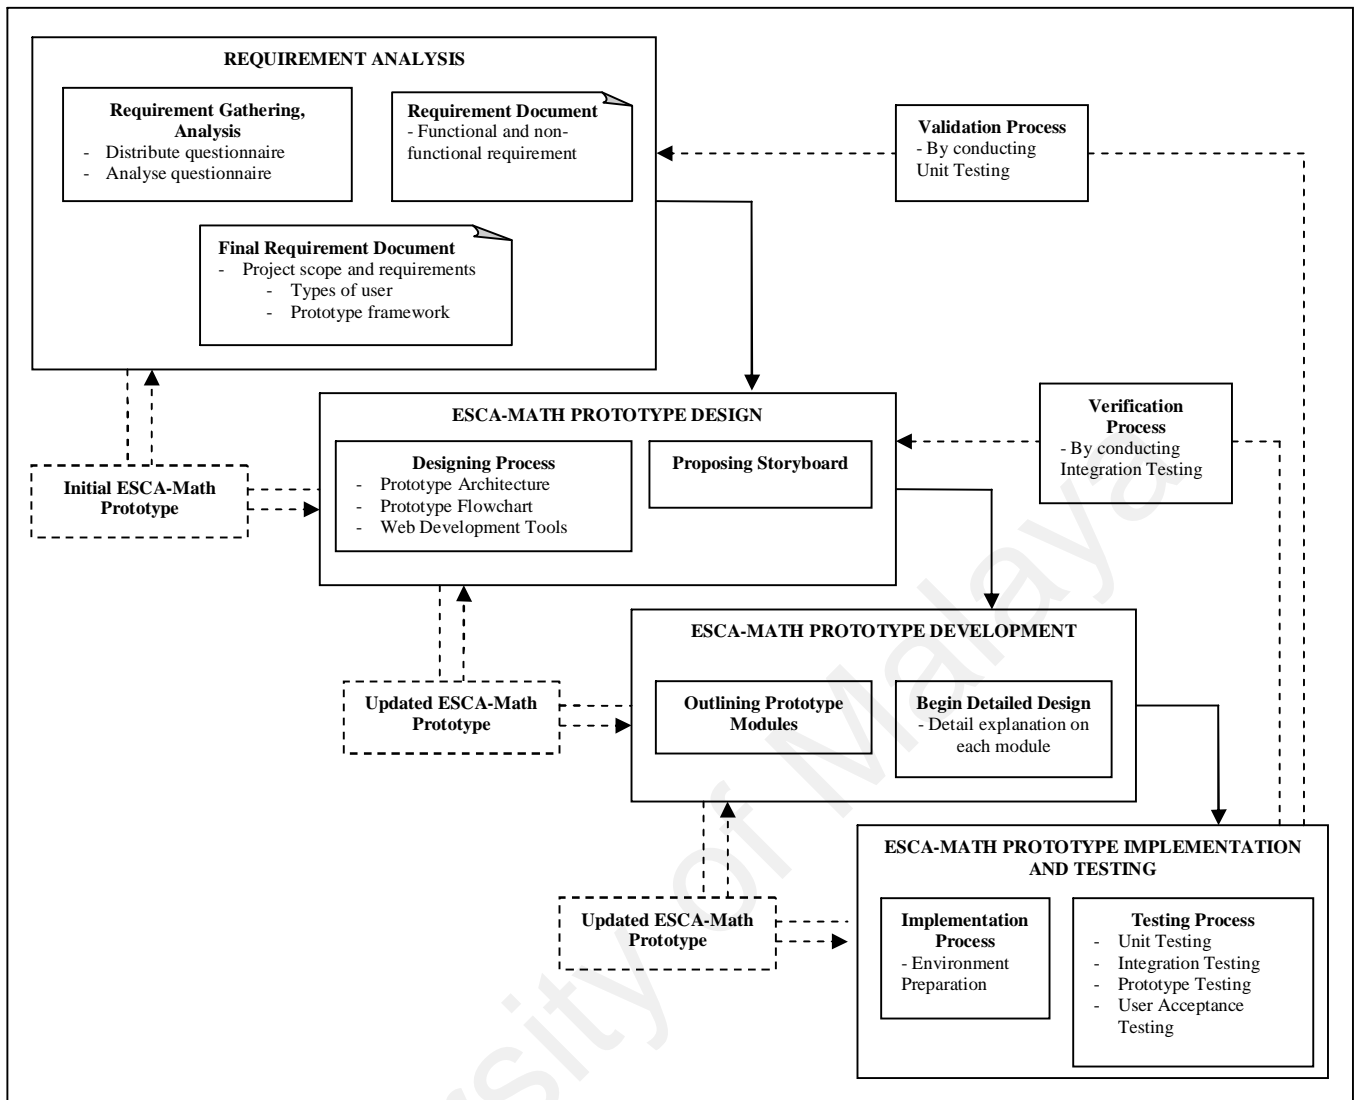 REQUIREMENT ANALYSIS
Requirement Gathering,
Analysis
- Distribute questionnaire
- Analyse questionnaire
Requirement Document
- Functional and non-
functional requirement
Final Requirement Document
- Project scope and requirements
- Types of user
- Prototype framework
Validation Process
- By conducting
Unit Testing
Initial ESCA-Math
Prototype
ESCA-MATH PROTOTYPE DESIGN
Designing Process
- Prototype Architecture
- Prototype Flowchart
- Web Development Tools
Proposing Storyboard
Verification
Process
- By conducting
Integration Testing
Updated ESCA-Math
Prototype
ESCA-MATH PROTOTYPE DEVELOPMENT
Outlining Prototype
Modules
Begin Detailed Design
- Detail explanation on
each module
Updated ESCA-Math
Prototype
ESCA-MATH PROTOTYPE IMPLEMENTATION
AND TESTING
Implementation
Process
- Environment
Preparation
Testing Process
- Unit Testing
- Integration Testing
- Prototype Testing
- User Acceptance
Testing
ersity of Malaya